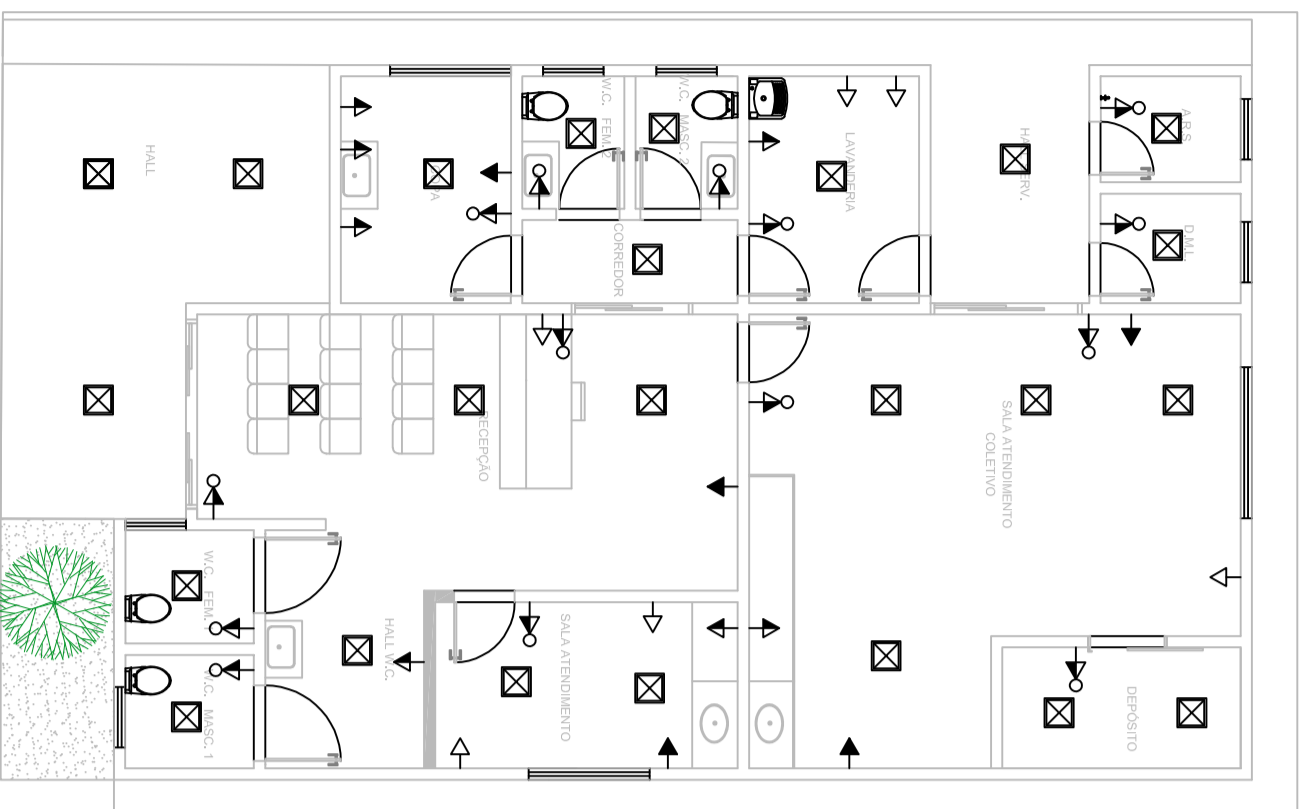 HALL
W.C. FEM. 2
W.C. MASC. 2
LAVANDERIA
A.R.S
CORREDOR
D.M.L.
RECEPÇÃO
SALA ATENDIMENTO
COLETIVO
W.C. FEM.
HALL W.C.
SALA ATENDIMENTO
W.C. MASC. 1
DEPÓSITO